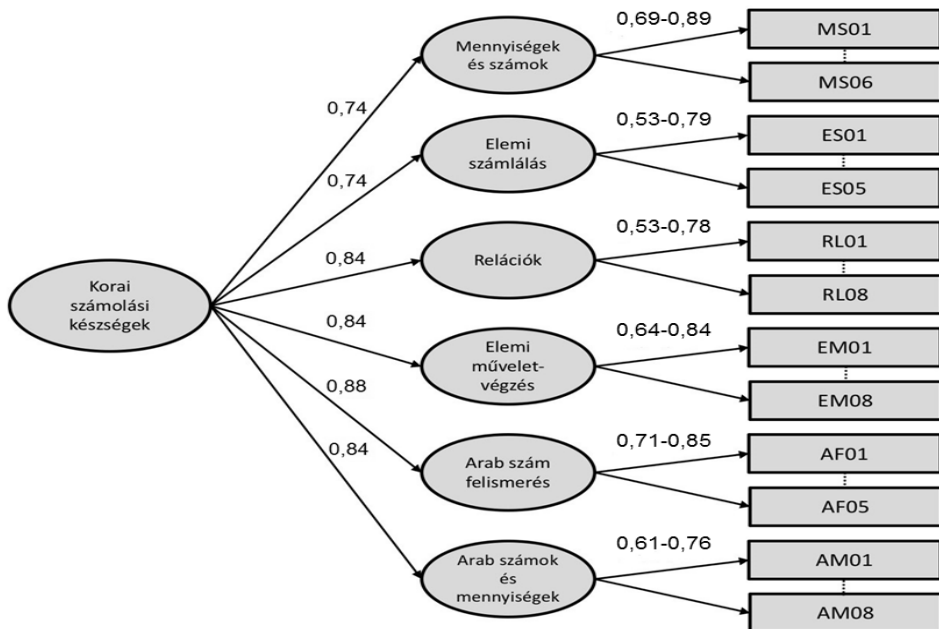 Korai
számolási
készségek
0,74
0,74
0,84
0,84
0,88
0,84
Mennyiségek
és számok
0,69-0,89
MS01
MS06
Elemi
számlálás
0,53-0,79
ES01
ES05
Relációk
0,53-0,78
RL01
RL08
Elemi
művelet-
végzés
0,64-0,84
EM01
EM08
Arab szám
felismerés
0,71-0,85
AF01
AF05
Arab számok
és
mennyiségek
0,61-0,76
AM01
AM08